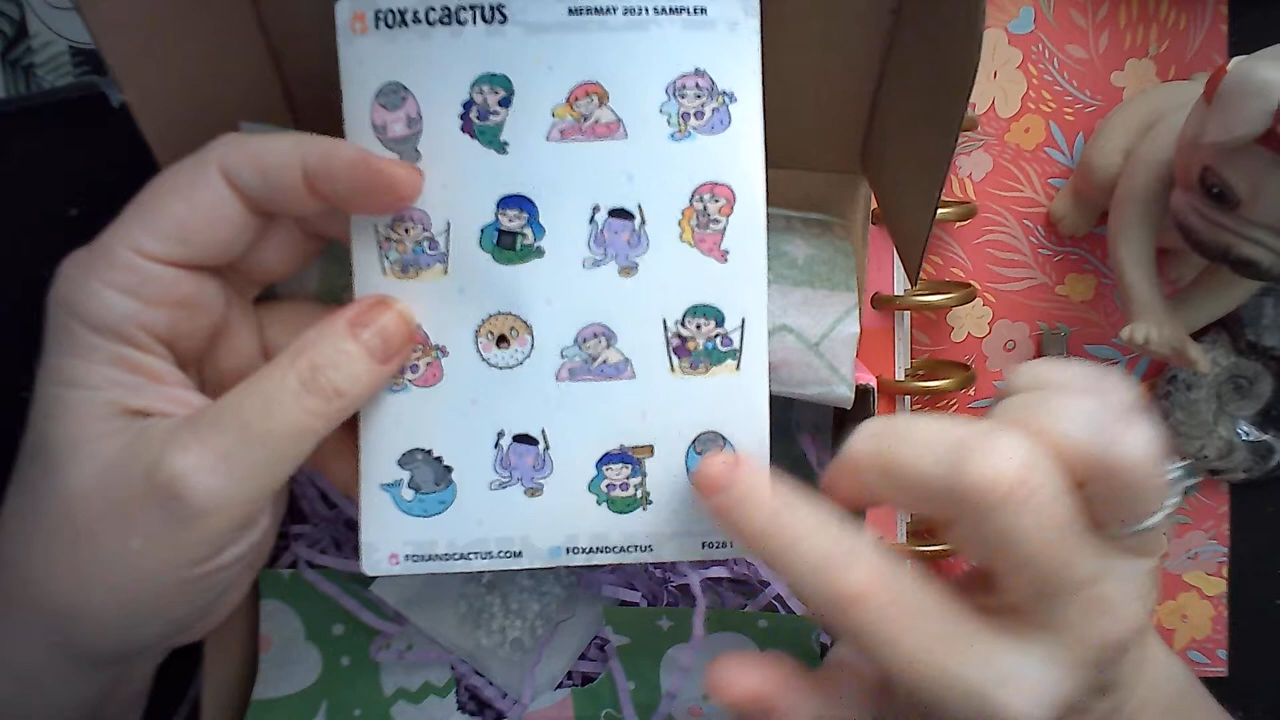 FOX & CACTUS
MERMAY 2021 SAMPLER
FOXANDCACTUS.COM
FOXANDCACTUS
F0281